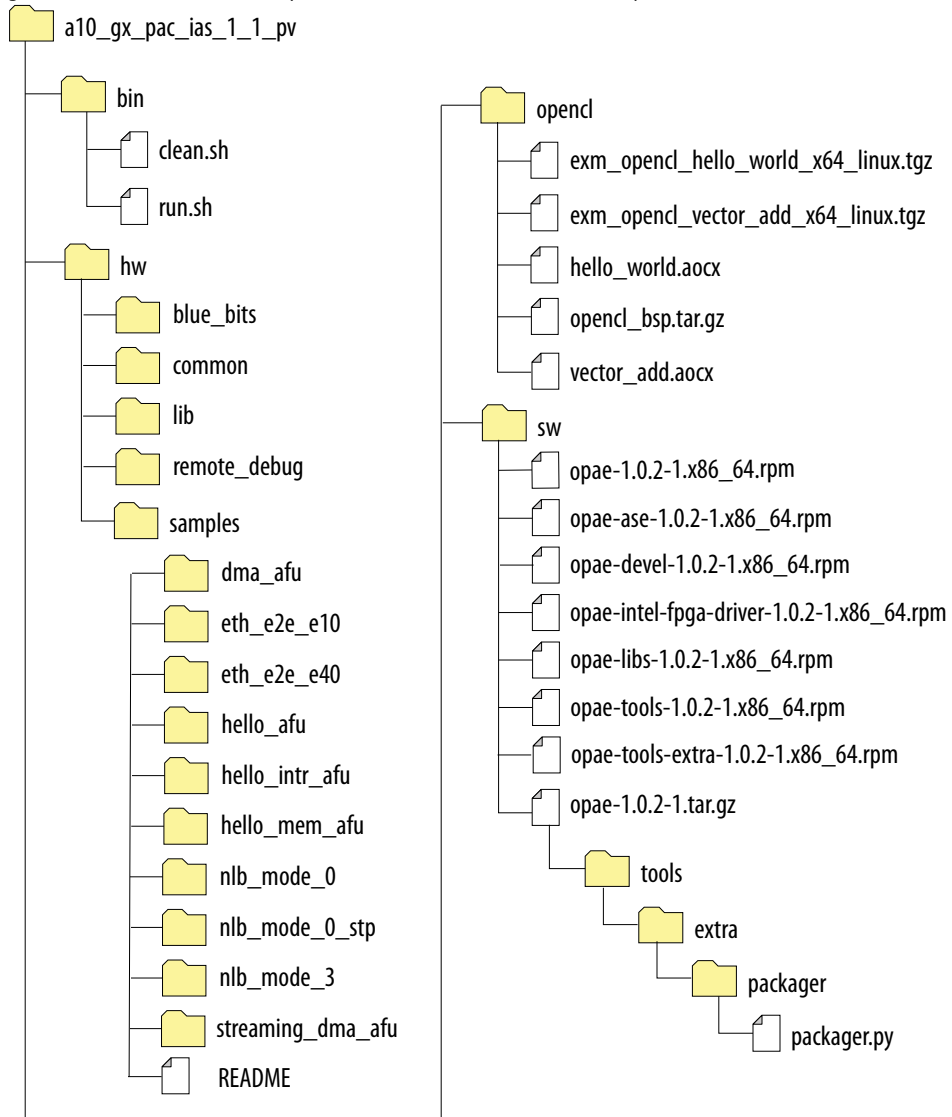 a10_gx_pac_ias_1_1_pv
bin
clean.sh
run.sh
hw
blue_bits
common
lib
remote_debug
samples
dma_afu
eth_e2e_e10
eth_e2e_e40
hello_afu
hello_intr_afu
hello_mem_afu
nlb_mode_0
nlb_mode_0_stp
nlb_mode_3
streaming_dma_afu
README
opencl
exm_opencl_hello_world_x64_linux.tgz
exm_opencl_vector_add_x64_linux.tgz
hello_world.aocx
opencl_bsp.tar.gz
vector_add.aocx
sw
opae-1.0.2-1.x86_64.rpm
opae-ase-1.0.2-1.x86_64.rpm
opae-devel-1.0.2-1.x86_64.rpm
opae-intel-fpga-driver-1.0.2-1.x86_64.rpm
opae-libs-1.0.2-1.x86_64.rpm
opae-tools-1.0.2-1.x86_64.rpm
opae-tools-extra-1.0.2-1.x86_64.rpm
opae-1.0.2-1.tar.gz
tools
extra
packager
packager.py